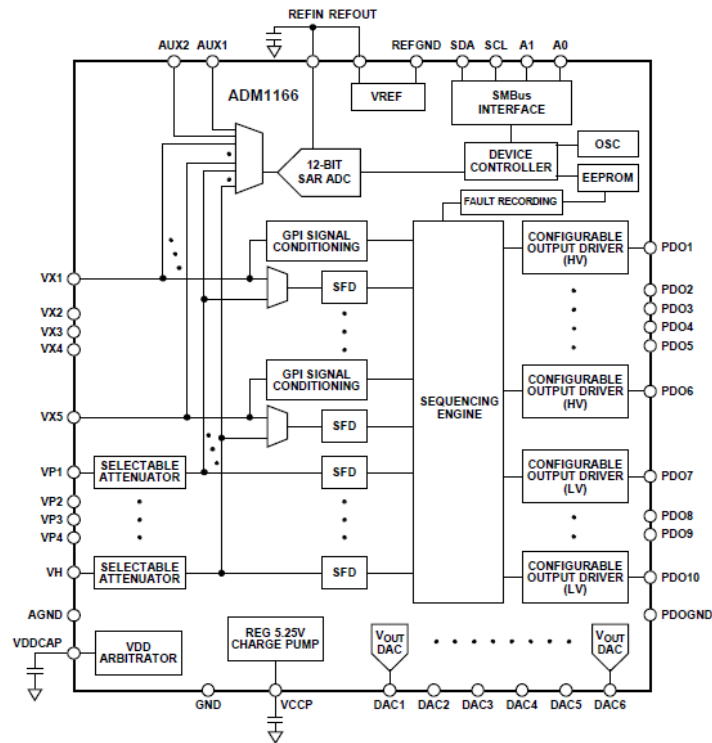 REFIN REFOUT
AUX2 AUX1 REFGND SDA SCL A1 A0
ADM1166
VREF
SMBus
INTERFACE
OSC
DEVICE
CONTROLLER
12-BIT
SAR ADC
EEPROM
FAULT RECORDING
GPI SIGNAL
CONDITIONING
CONFIGURABLE
OUTPUT DRIVER
(HV)
PDO1
VX1
SFD
PDO2
VX2
PDO3
VX3
PDO4
VX4
PDO5
GPI SIGNAL
CONDITIONING
SEQUENCING
ENGINE
CONFIGURABLE
OUTPUT DRIVER
(HV)
PDO6
VX5
SFD
VP1
SELECTABLE
ATTENUATOR
SFD
CONFIGURABLE
OUTPUT DRIVER
(LV)
PDO7
VP2
VP3
VP4
PDO8
PDO9
VH
SELECTABLE
ATTENUATOR
SFD
CONFIGURABLE
OUTPUT DRIVER
(LV)
PDO10
AGND
PDOGND
VDDCAP
VDD
ARBITRATOR
REG 5.25V
CHARGE PUMP
VOUT
DAC
VOUT
DAC
GND VCCP DAC1 DAC2 DAC3 DAC4 DAC5 DAC6